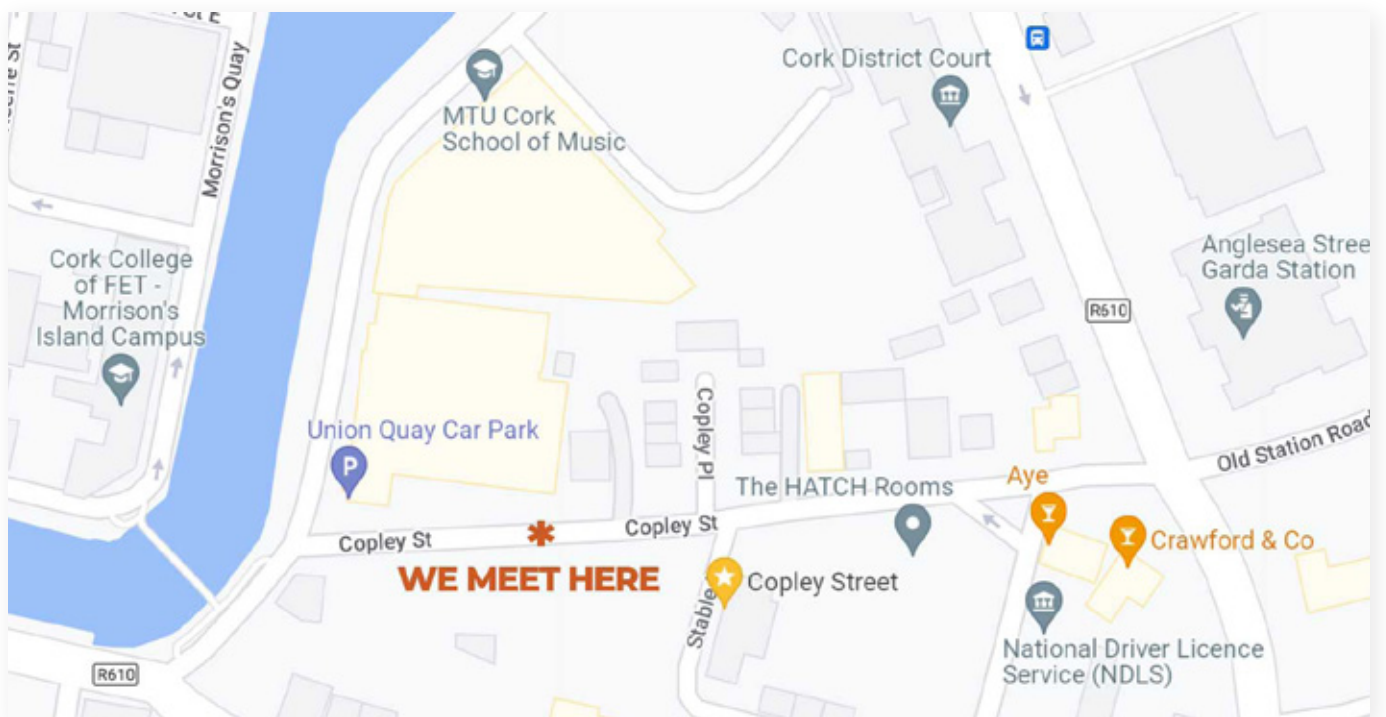 Morrison's Quay
MTU Cork
School of Music
Cork District Court
Cork College
of FET -
Morrison's
Island Campus
Anglesea Stree
Garda Station
R610
Union Quay Car Park
P
Copley Pl
The HATCH Rooms
Aye
Old Station Road
Copley St
Copley St
Crawford & Co
WE MEET HERE
Copley Street
Stable
National Driver Licence
Service (NDLS)
R610